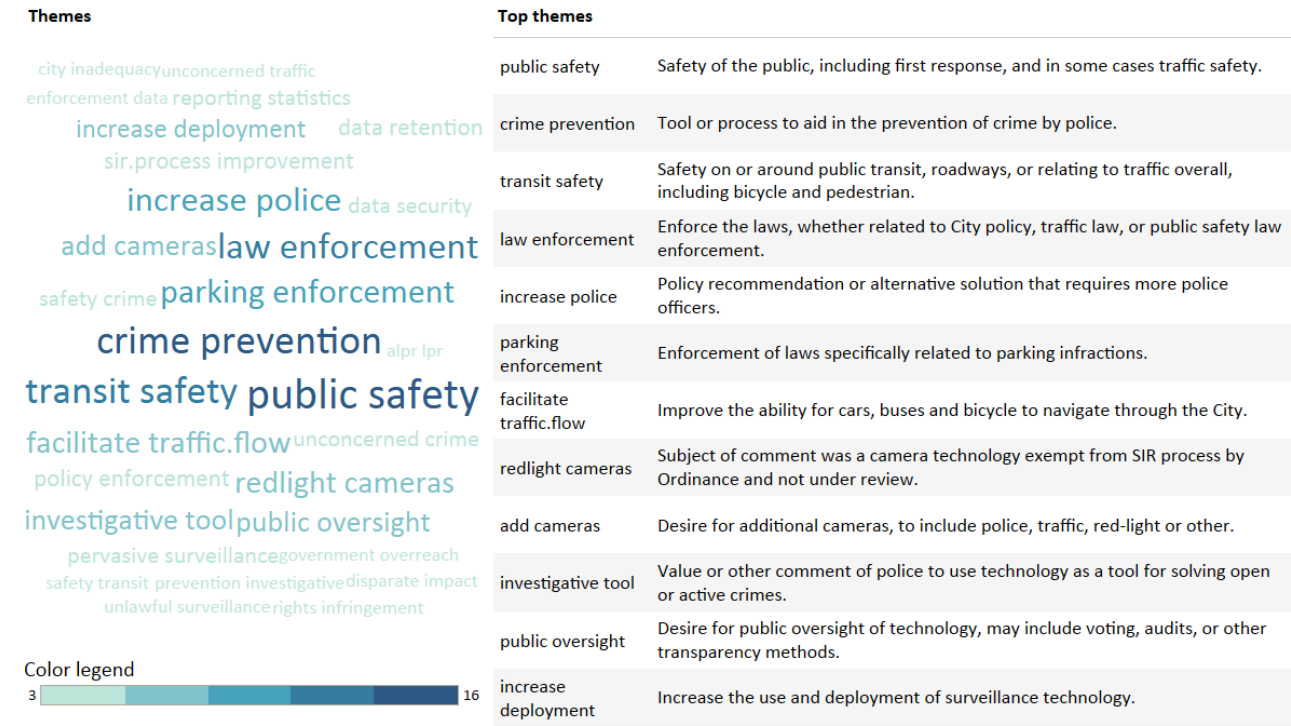 Themes
city inadequacy unconcerned traffic
enforcement data reporting statistics
increase deployment data retention
sir.process improvement
increase police data security
add cameras law enforcement
safety crime parking enforcement
crime prevention alpr lpr
transit safety public safety
facilitate traffic.flow unconcerned crime
policy enforcement redlight cameras
investigative tool public oversight
pervasive surveillance government overreach
safety transit prevention investigative disparate impact
unlawful surveillance rights infringement
Color legend
3 16
Top themes
public safety Safety of the public, including first response, and in some cases traffic safety.
crime prevention Tool or process to aid in the prevention of crime by police.
transit safety Safety on or around public transit, roadways, or relating to traffic overall,
including bicycle and pedestrian.
law enforcement Enforce the laws, whether related to City policy, traffic law, or public safety law
enforcement.
increase police Policy recommendation or alternative solution that requires more police
officers.
parking
enforcement Enforcement of laws specifically related to parking infractions.
facilitate
traffic.flow Improve the ability for cars, buses and bicycle to navigate through the City.
redlight cameras Subject of comment was a camera technology exempt from SIR process by
Ordinance and not under review.
add cameras Desire for additional cameras, to include police, traffic, red-light or other.
investigative tool Value or other comment of police to use technology as a tool for solving open
or active crimes.
public oversight Desire for public oversight of technology, may include voting, audits, or other
transparency methods.
increase
deployment Increase the use and deployment of surveillance technology.